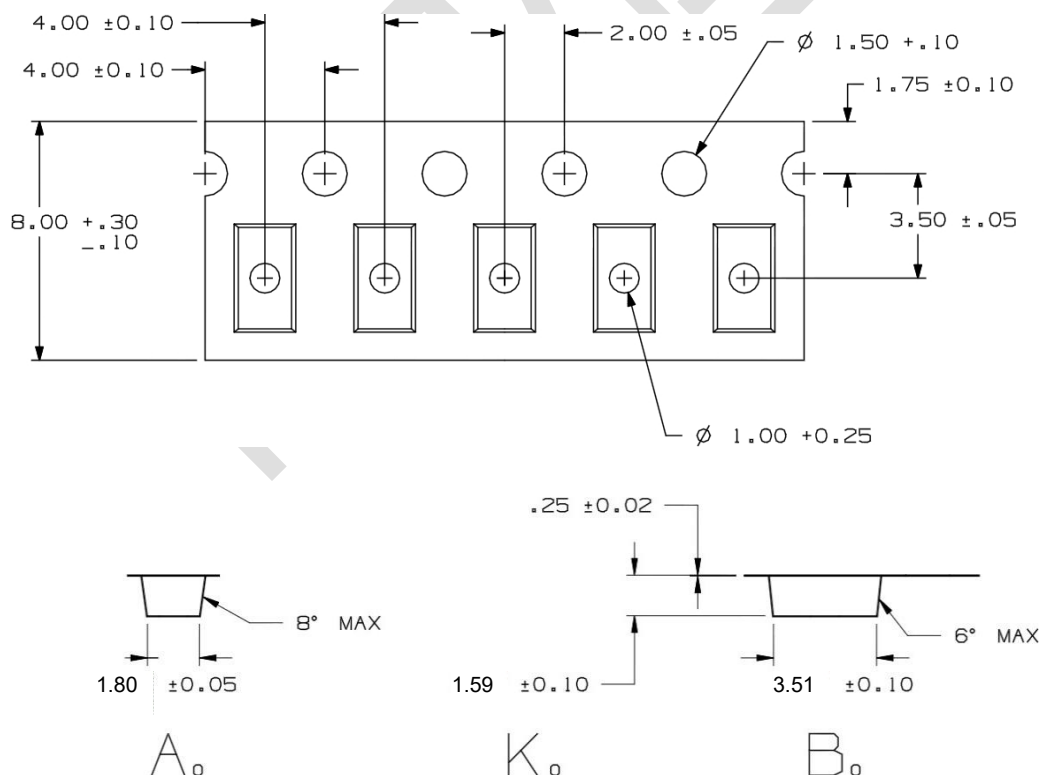 4.00 ±0.10
2.00 ±.05
Ø 1.50 +.10
4.00 ±0.10
1.75 ±0.10
8.00 +.30
-.10
3.50 ±.05
Ø 1.00 +0.25
.25 ±0.02
8° MAX
6° MAX
1.80 ±0.05
1.59 ±0.10
3.51 ±0.10
A₀
K₀
B₀